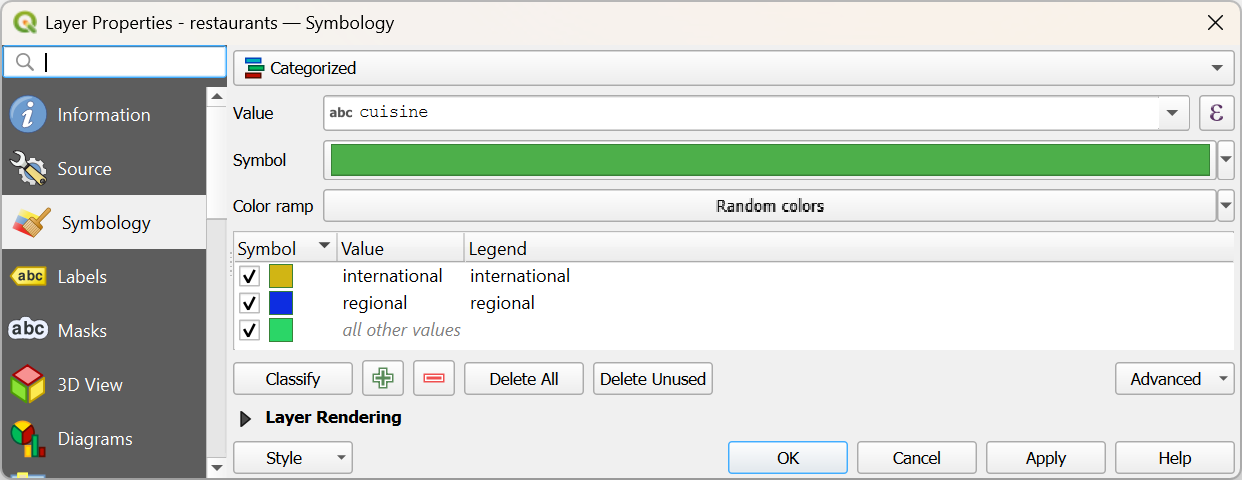 Layer Properties - restaurants — Symbology
Information
Source
Symbology
Labels
Masks
3D View
Diagrams
Categorized
Value abc cuisine ε
Symbol
Color ramp Random colors
Symbol Value Legend
international international
regional regional
all other values
Classify Delete All Delete Unused Advanced
Layer Rendering
Style OK Cancel Apply Help